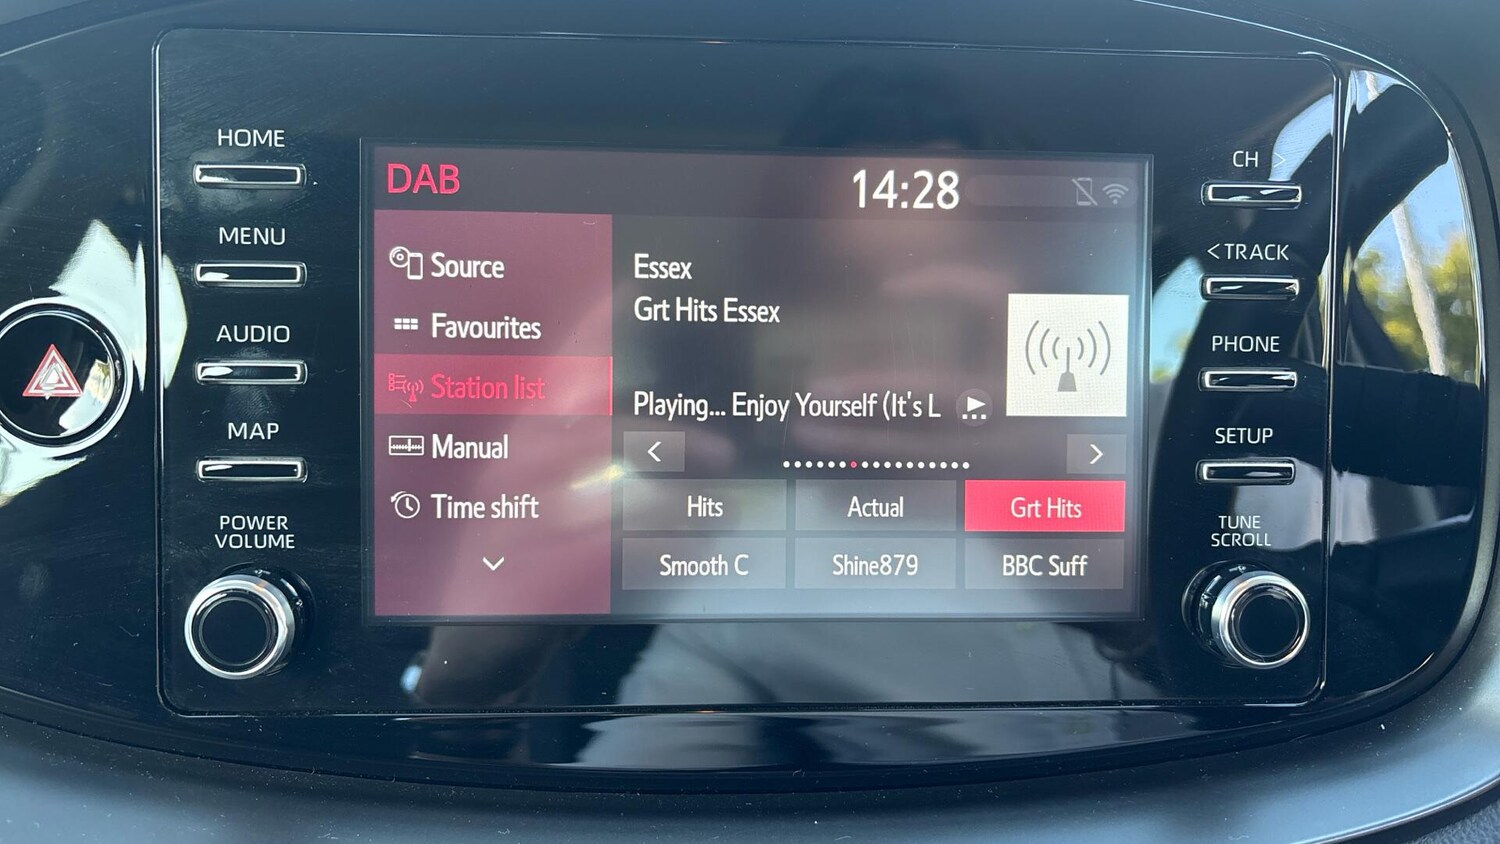 HOME
MENU
AUDIO
MAP
POWER
VOLUME
DAB
14:28
Source
Favourites
Station list
Manual
Time shift
Essex
Grt Hits Essex
Playing... Enjoy Yourself (It's L
<
>
Hits
Actual
Grt Hits
Smooth C
Shine879
BBC Suff
CH >
< TRACK
PHONE
SETUP
TUNE
SCROLL